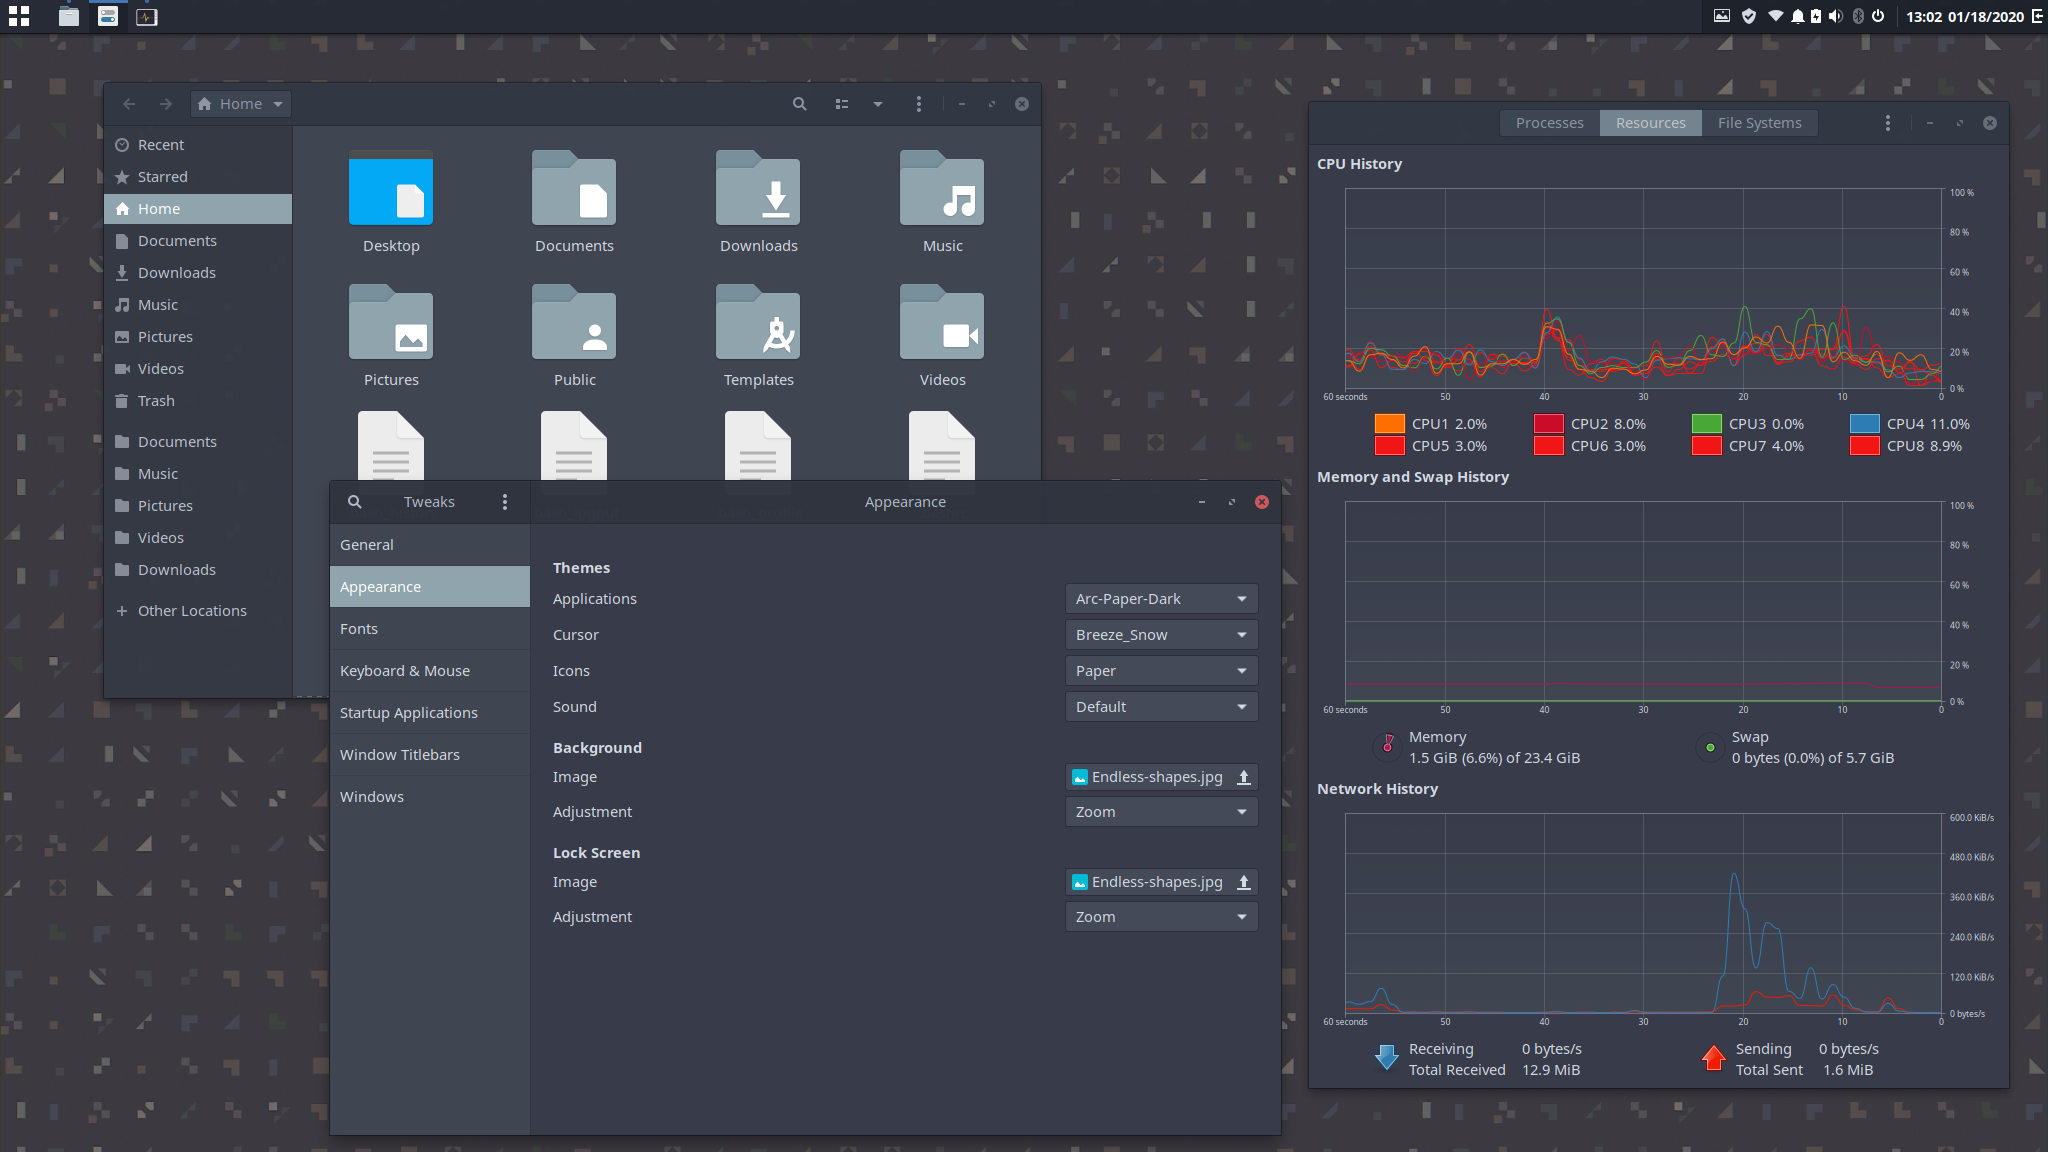 13:02 01/18/2020
Home
Recent
Starred
Home
Documents
Downloads
Music
Pictures
Videos
Trash
Documents
Music
Pictures
Videos
Downloads
Other Locations
Desktop
Documents
Downloads
Music
Pictures
Public
Templates
Videos
Tweaks
Appearance
General
Appearance
Fonts
Keyboard & Mouse
Startup Applications
Window Titlebars
Windows
Themes
Applications Arc-Paper-Dark
Cursor Breeze_Snow
Icons Paper
Sound Default
Background
Image Endless-shapes.jpg
Adjustment Zoom
Lock Screen
Image Endless-shapes.jpg
Adjustment Zoom
Processes Resources File Systems
CPU History
100 %
80 %
60 %
40 %
20 %
0 %
60 seconds 50 40 30 20 10 0
CPU1 2.0% CPU2 8.0% CPU3 0.0% CPU4 11.0%
CPU5 3.0% CPU6 3.0% CPU7 4.0% CPU8 8.9%
Memory and Swap History
100 %
80 %
60 %
40 %
20 %
0 %
60 seconds 50 40 30 20 10 0
Memory Swap
1.5 GiB (6.6%) of 23.4 GiB 0 bytes (0.0%) of 5.7 GiB
Network History
600.0 KiB/s
480.0 KiB/s
360.0 KiB/s
240.0 KiB/s
120.0 KiB/s
0 bytes/s
60 seconds 50 40 30 20 10 0
Receiving 0 bytes/s Sending 0 bytes/s
Total Received 12.9 MiB Total Sent 1.6 MiB